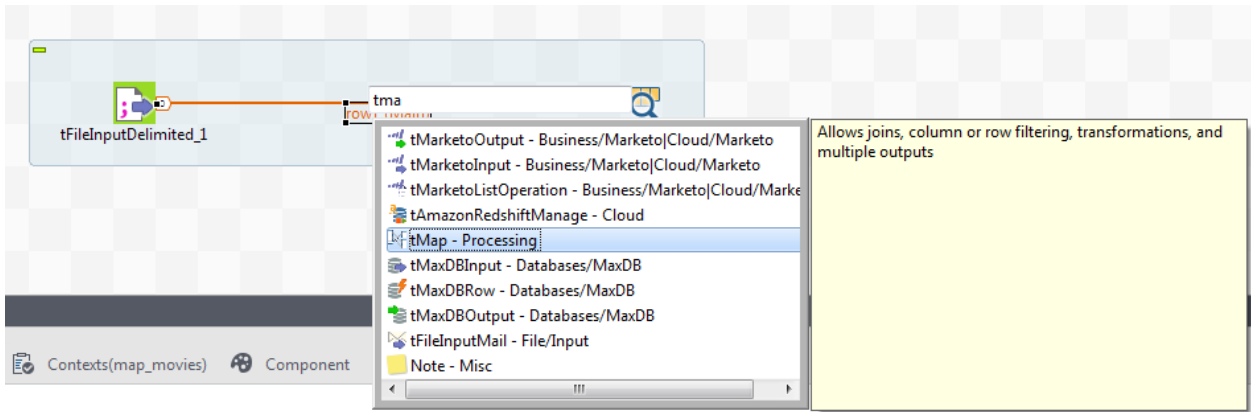 tma
row1 (Main)
tFileInputDelimited_1
tMarketoOutput - Business/Marketo|Cloud/Marketo
tMarketoInput - Business/Marketo|Cloud/Marketo
tMarketoListOperation - Business/Marketo|Cloud/Marke
tAmazonRedshiftManage - Cloud
tMap - Processing
tMaxDBInput - Databases/MaxDB
tMaxDBRow - Databases/MaxDB
tMaxDBOutput - Databases/MaxDB
tFileInputMail - File/Input
Note - Misc
Allows joins, column or row filtering, transformations, and
multiple outputs
Contexts(map_movies)
Component